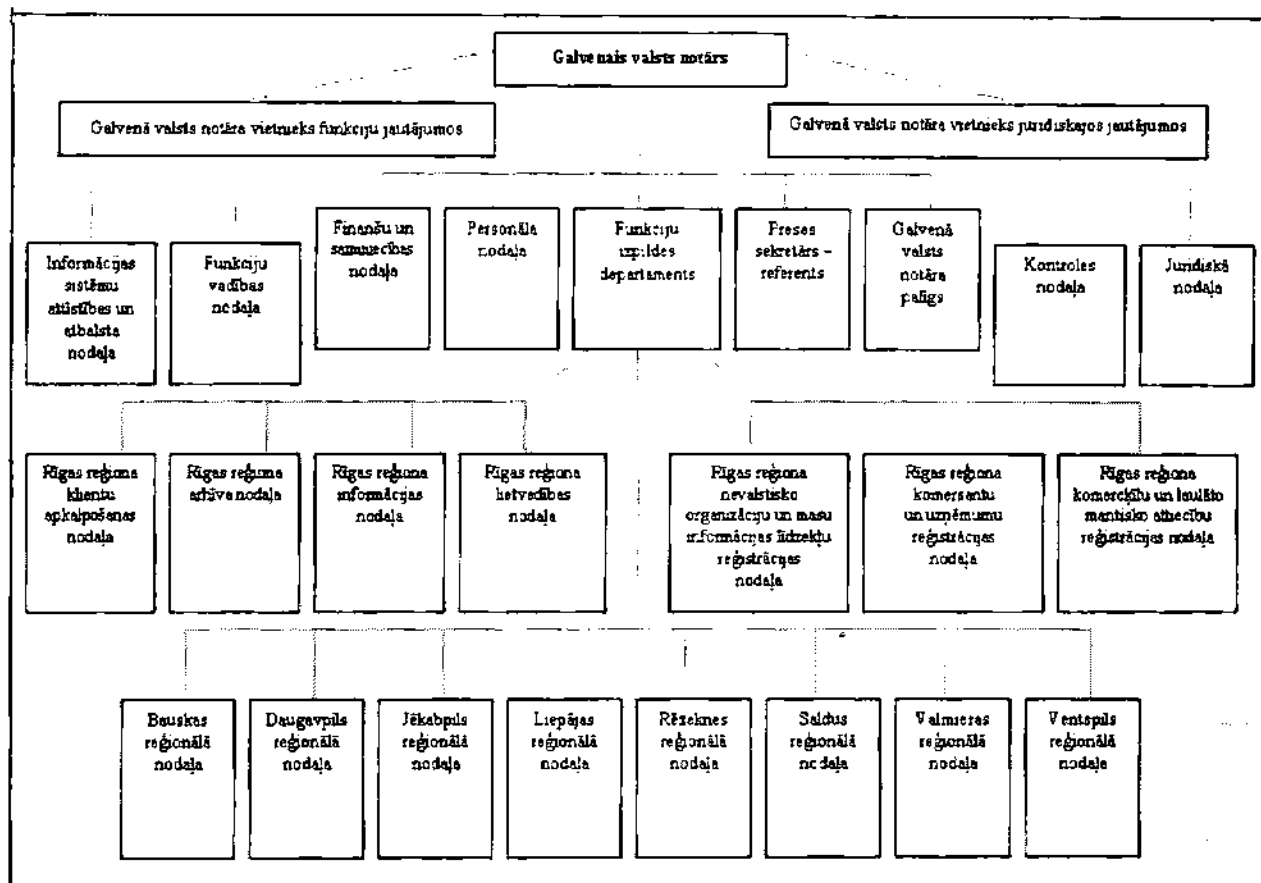 Galvenais valsts notārs
Galvenā valsts notāra vietnieks funkciju jautājumos
Galvenā valsts notāra vietnieks juridiskajos jautājumos
Informācijas
sistēmu
attīstības un
atbalsta
nodaļa
Funkciju
vadības
nodaļa
Finanšu un
saimniecības
nodaļa
Personāla
nodaļa
Funkciju
izpildes
departaments
Preses
sekretārs –
referents
Galvenā
valsts
notāra
palīgs
Kontroles
nodaļa
Juridiskā
nodaļa
Rīgas reģiona
klientu
apkalpošanas
nodaļa
Rīgas reģiona
arhīva nodaļa
Rīgas reģiona
informācijas
nodaļa
Rīgas reģiona
lietvedības
nodaļa
Rīgas reģiona
nevalstisko
organizāciju un masu
informācijas līdzekļu
reģistrācijas
nodaļa
Rīgas reģiona
komersantu
un uzņēmumu
reģistrācijas
nodaļa
Rīgas reģiona
komercķīlu un laulāto
mantisko attiecību
reģistrācijas nodaļa
Bauskas
reģionālā
nodaļa
Daugavpils
reģionālā
nodaļa
Jēkabpils
reģionālā
nodaļa
Liepājas
reģionālā
nodaļa
Rēzeknes
reģionālā
nodaļa
Saldus
reģionālā
nodaļa
Valmieras
reģionālā
nodaļa
Ventspils
reģionālā
nodaļa